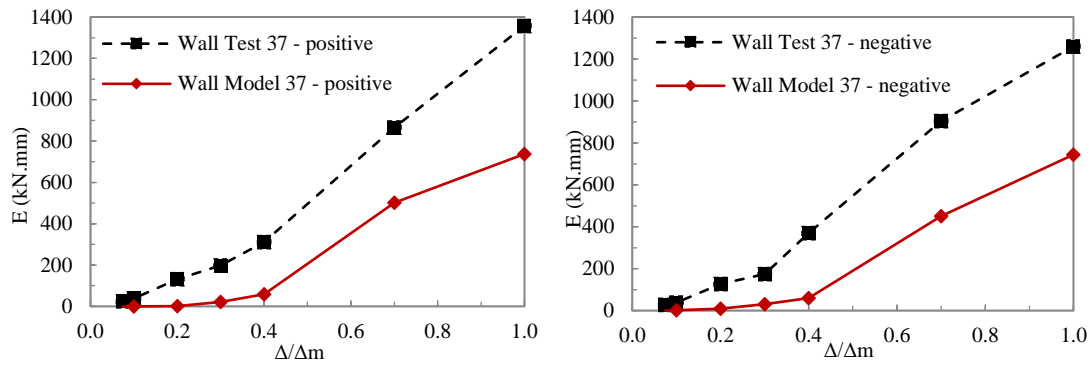 1400
1200
1000
800
600
400
200
0
E (kN.mm)
Wall Test 37 - positive
Wall Model 37 - positive
0.0 0.2 0.4 0.6 0.8 1.0
Δ/Δm
1400
1200
1000
800
600
400
200
0
E (kN.mm)
Wall Test 37 - negative
Wall Model 37 - negative
0.0 0.2 0.4 0.6 0.8 1.0
Δ/Δm